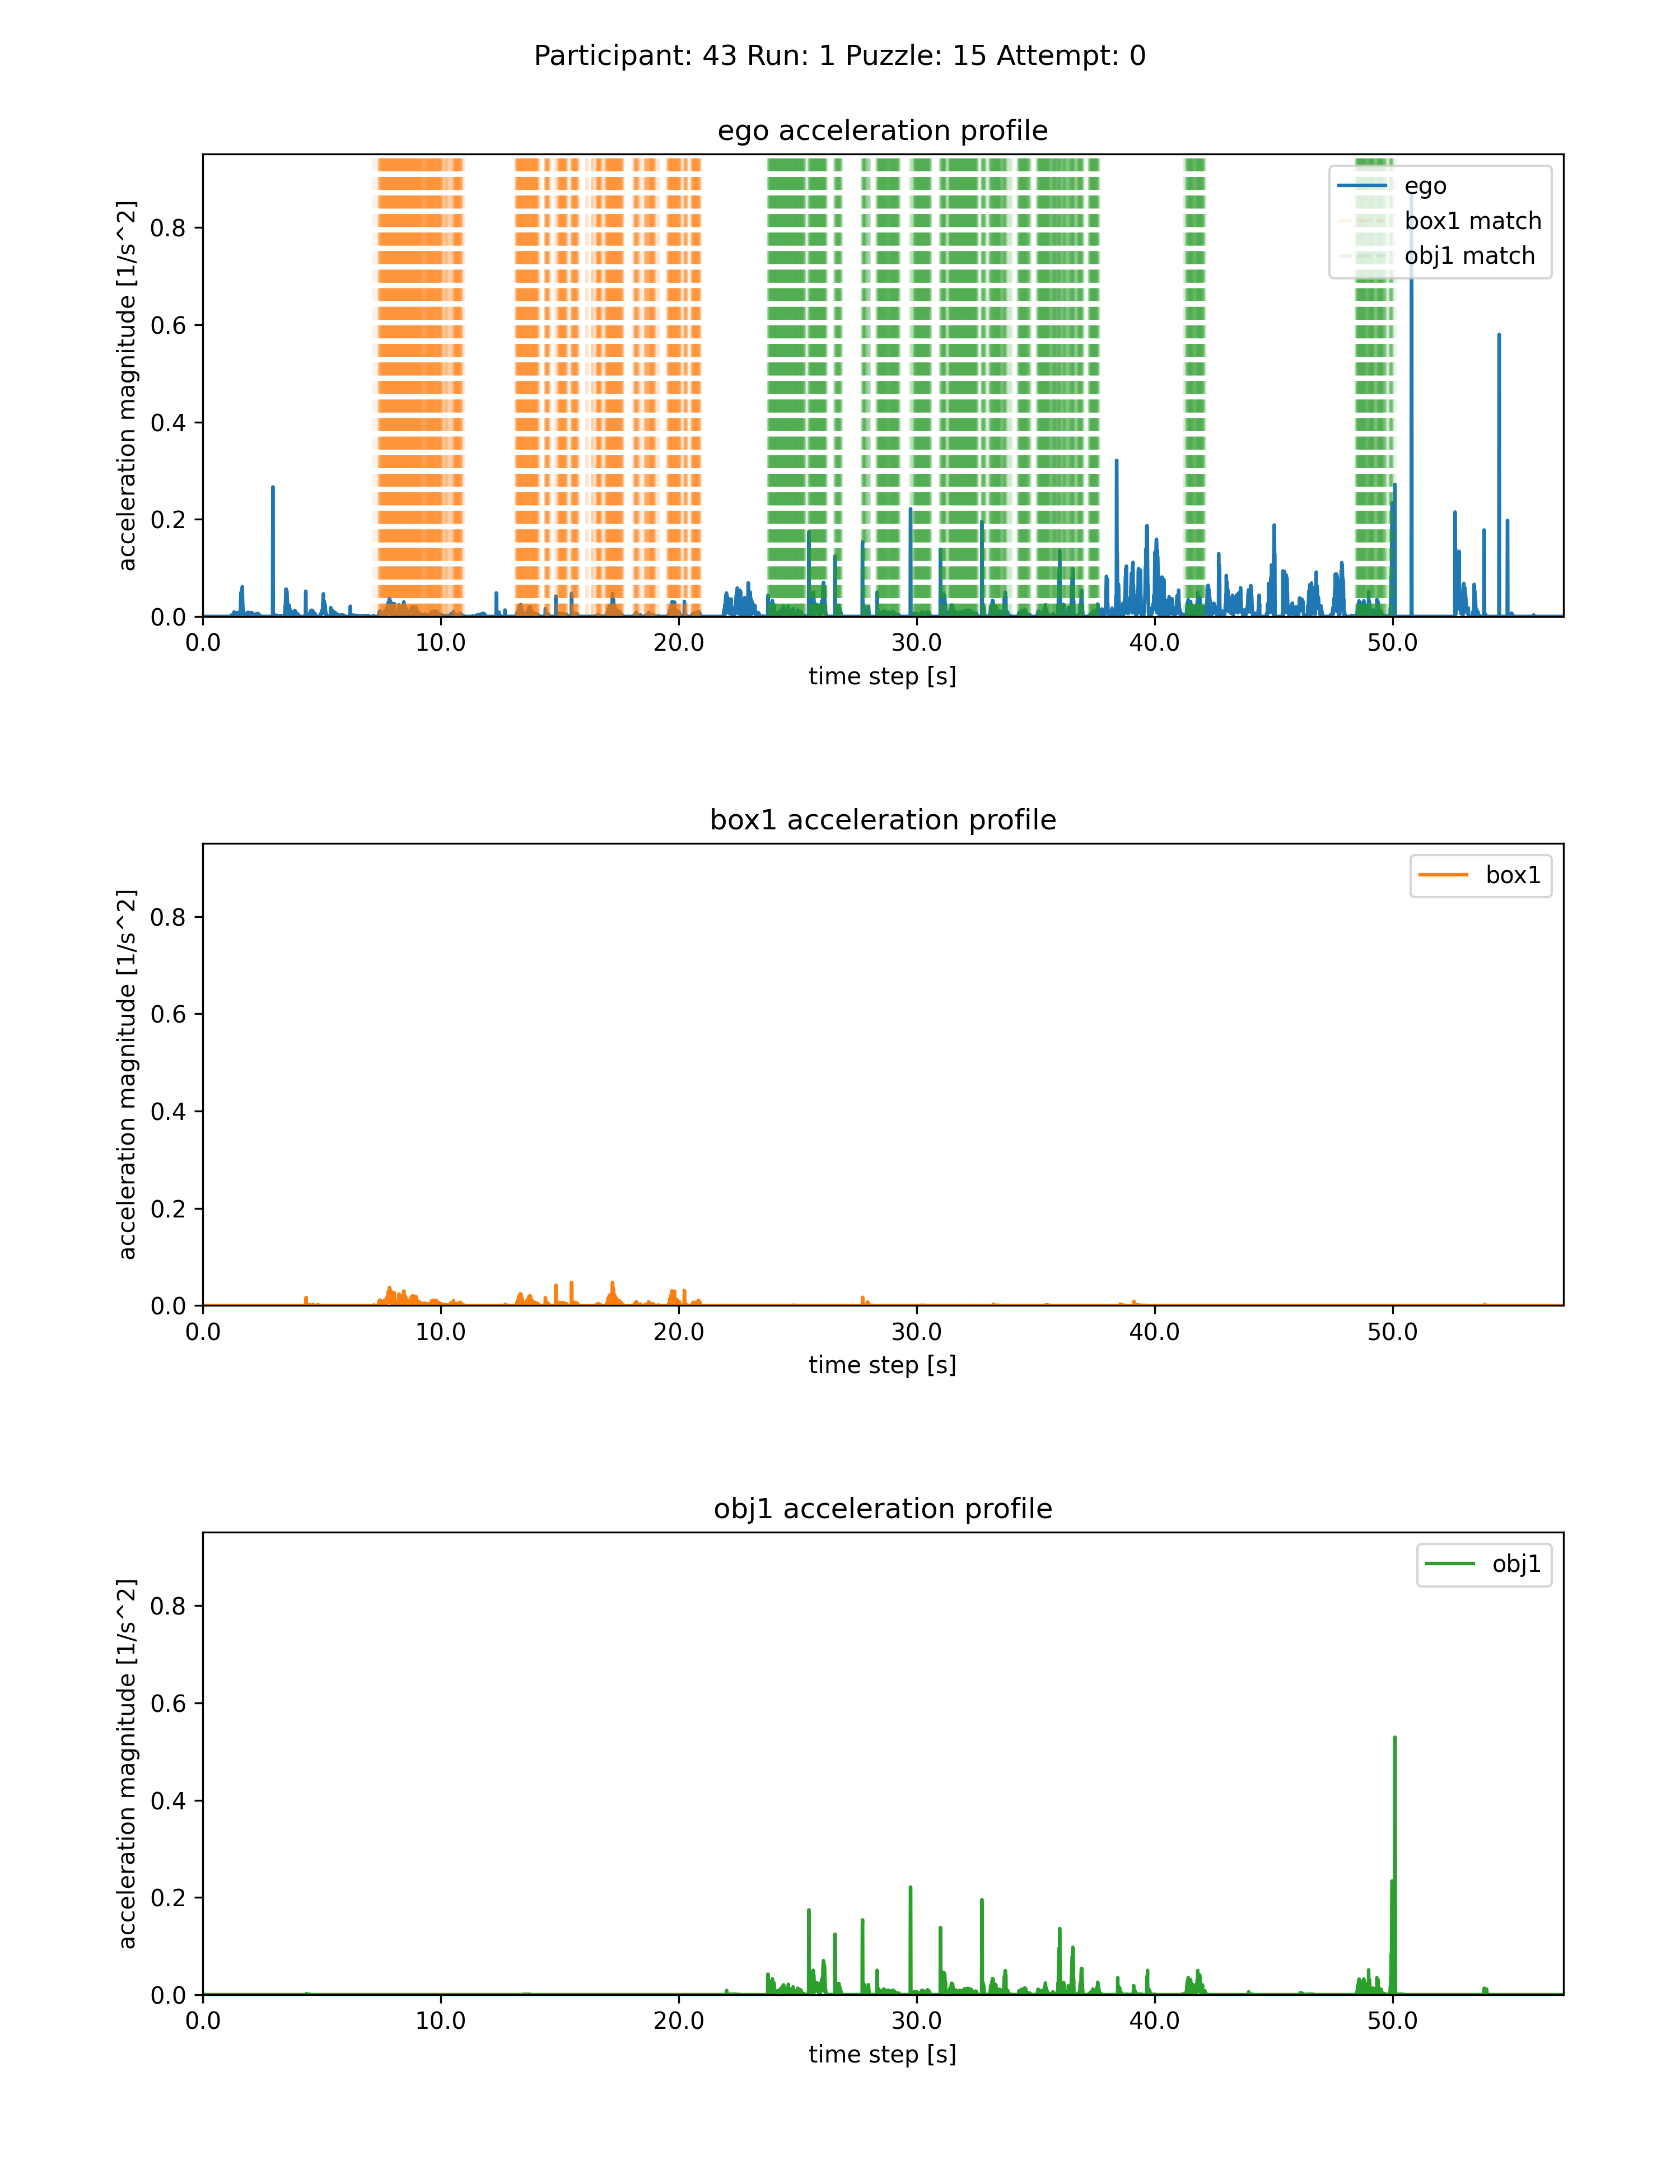 Participant: 43 Run: 1 Puzzle: 15 Attempt: 0
ego acceleration profile
acceleration magnitude [1/s^2]
0.8
0.6
0.4
0.2
0.0
ego
box1 match
obj1 match
0.0 10.0 20.0 30.0 40.0 50.0
time step [s]
box1 acceleration profile
acceleration magnitude [1/s^2]
0.8
0.6
0.4
0.2
0.0
box1
0.0 10.0 20.0 30.0 40.0 50.0
time step [s]
obj1 acceleration profile
acceleration magnitude [1/s^2]
0.8
0.6
0.4
0.2
0.0
obj1
0.0 10.0 20.0 30.0 40.0 50.0
time step [s]